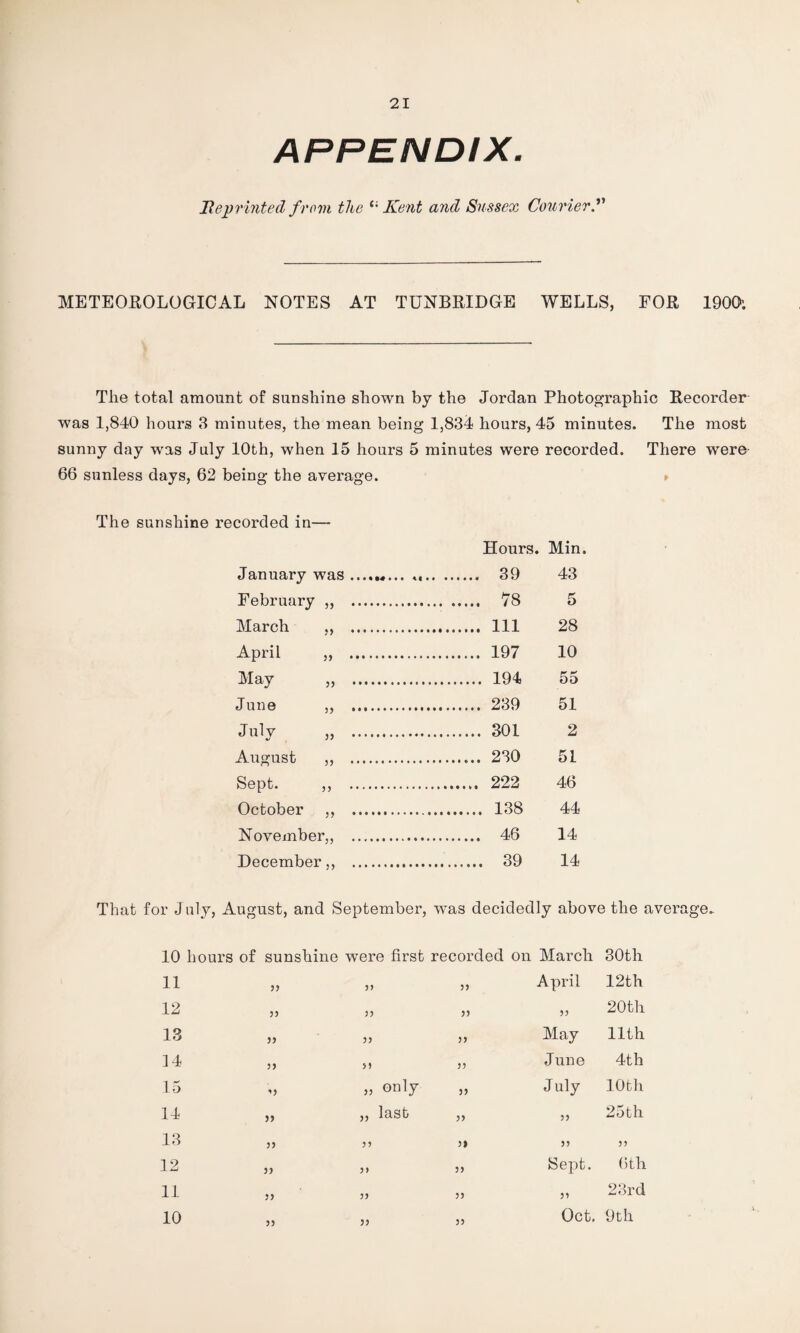 21
APPENDIX.
Reprinted from the “Kent and Sussex Courier.”
METEOROLOGICAL NOTES AT TUNBRIDGE WELLS, FOR 1900.
The total amount of sunshine shown by the Jordan Photographic Recorder
was 1,840 hours 3 minutes, the mean being 1,834 hours, 45 minutes. The most
sunny day was July 10th, when 15 hours 5 minutes were recorded. There were
66 sunless days, 62 being the average.
The sunshine recorded in—
Hours. Min.
January was ........................ 39 43
February ,, ........................ 78 5
March ,, ........................ 111 28
April ,, ........................ 197 10
May ,, ........................ 194 55
June ,, ........................ 239 51
July ,, ........................ 301 2
August ,, ........................ 230 51
Sept. ,, ........................ 222 46
October ,, ........................ 138 44
November,, ........................ 46 14
December ,, ........................ 39 14
That for July, August, and September, was decidedly above the average.
10 hours of sunshine were first recorded on March 30th
11 ,, ,, ,, April 12th
12 ,, ,, ,, ,, 20th
13 ,, ,, ,, May 11th
14 ,, ,, ,, June 4th
15 ,, ,, only ,, July 10th
14 ,, ,, last ,, ,, 25th
13 ,, ,, ,, ,, ,,
12 ,, ,, ,, Sept. 6th
11 ,, ,, ,, ,, 23rd
10 ,, ,, ,, Oct. 9th